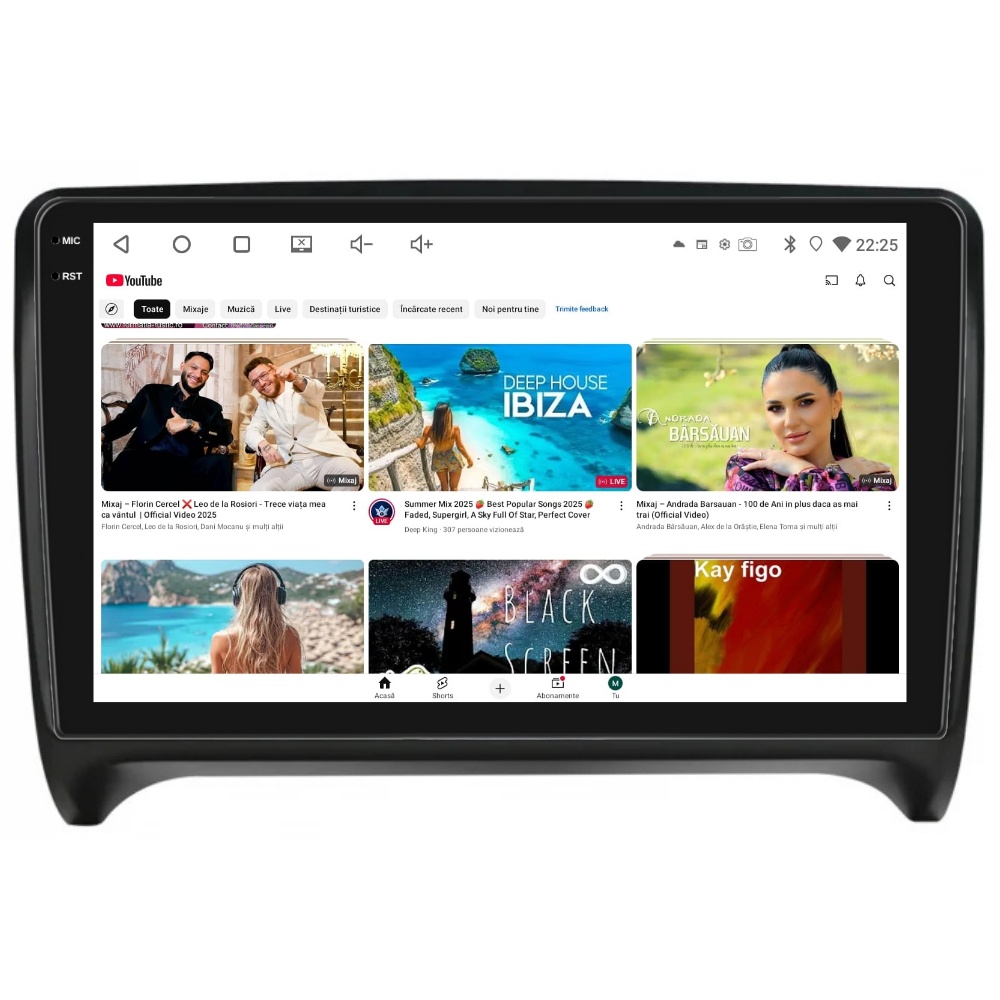 MIC
22:25
RST
YouTube
Toate Mixaje Muzică Live Destinații turistice Încărcate recent Noi pentru tine Trimite feedback
DEEP HOUSE
IBIZA
ANDRADA
BÂRSĂUAN
Mixaj
LIVE
Mixaj
Mixaj – Florin Cercel ❌ Leo de la Rosiori - Trece viața mea
ca vântul | Official Video 2025
Florin Cercel, Leo de la Rosiori, Dani Mocanu și mulți alții
LIVE
Summer Mix 2025 🍓 Best Popular Songs 2025 🍓
Faded, Supergirl, A Sky Full Of Star, Perfect Cover
Deep King · 307 persoane vizionează
Mixaj – Andrada Barsauan - 100 de Ani in plus daca as mai
trai (Official Video)
Andrada Bârsăuan, Alex de la Orăștie, Elena Toma și mulți alții
BLACK
SCREEN
Kay figo
Acasă Shorts Abonamente Tu
M